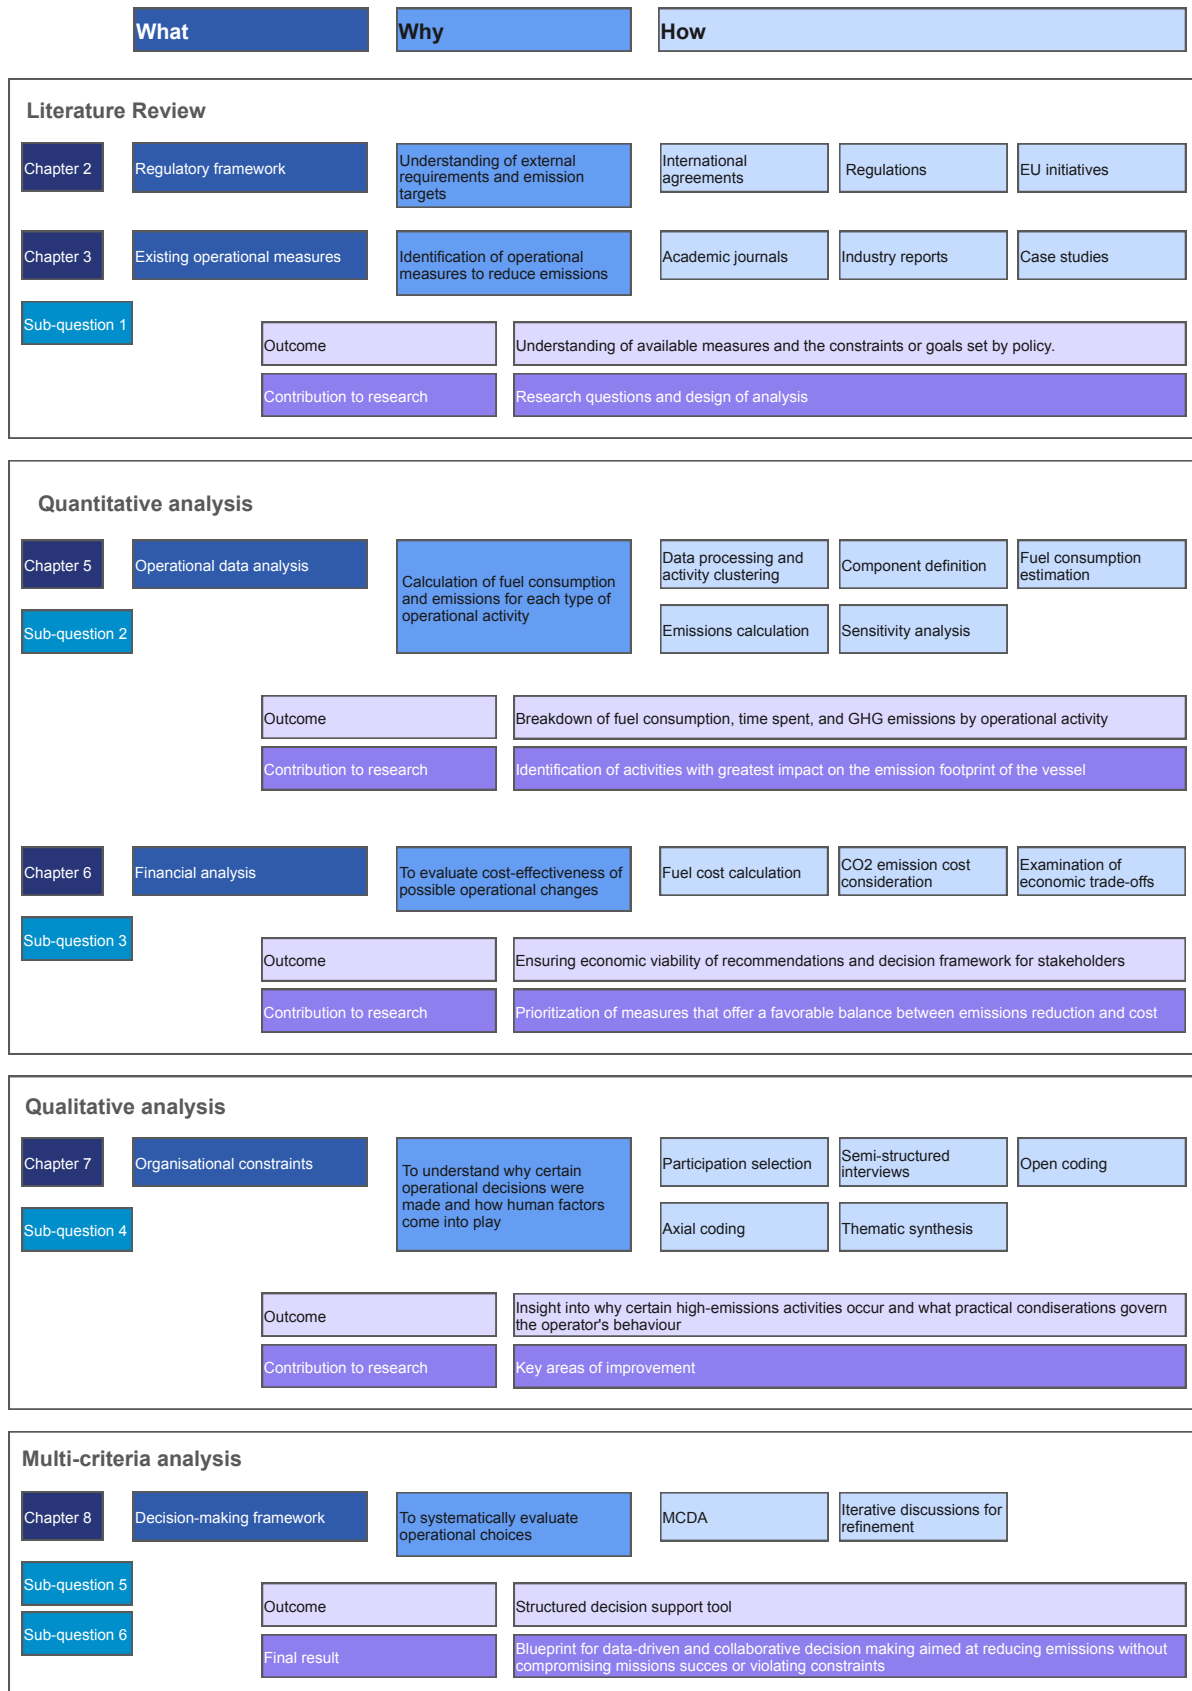 What
Why
How
Literature Review
Chapter 2
Regulatory framework
Understanding of external
requirements and emission
targets
International
agreements
Regulations
EU initiatives
Chapter 3
Existing operational measures
Identification of operational
measures to reduce emissions
Academic journals
Industry reports
Case studies
Sub-question 1
Outcome
Understanding of available measures and the constraints or goals set by policy.
Contribution to research
Research questions and design of analysis
Quantitative analysis
Chapter 5
Operational data analysis
Calculation of fuel consumption
and emissions for each type of
operational activity
Data processing and
activity clustering
Component definition
Fuel consumption
estimation
Sub-question 2
Emissions calculation
Sensitivity analysis
Outcome
Breakdown of fuel consumption, time spent, and GHG emissions by operational activity
Contribution to research
Identification of activities with greatest impact on the emission footprint of the vessel
Chapter 6
Financial analysis
To evaluate cost-effectiveness of
possible operational changes
Fuel cost calculation
CO2 emission cost
consideration
Examination of
economic trade-offs
Sub-question 3
Outcome
Ensuring economic viability of recommendations and decision framework for stakeholders
Contribution to research
Prioritization of measures that offer a favorable balance between emissions reduction and cost
Qualitative analysis
Chapter 7
Organisational constraints
To understand why certain
operational decisions were
made and how human factors
come into play
Participation selection
Semi-structured
interviews
Open coding
Sub-question 4
Axial coding
Thematic synthesis
Outcome
Insight into why certain high-emissions activities occur and what practical condiserations govern
the operator's behaviour
Contribution to research
Key areas of improvement
Multi-criteria analysis
Chapter 8
Decision-making framework
To systematically evaluate
operational choices
MCDA
Iterative discussions for
refinement
Sub-question 5
Sub-question 6
Outcome
Structured decision support tool
Final result
Blueprint for data-driven and collaborative decision making aimed at reducing emissions without
compromising missions succes or violating constraints